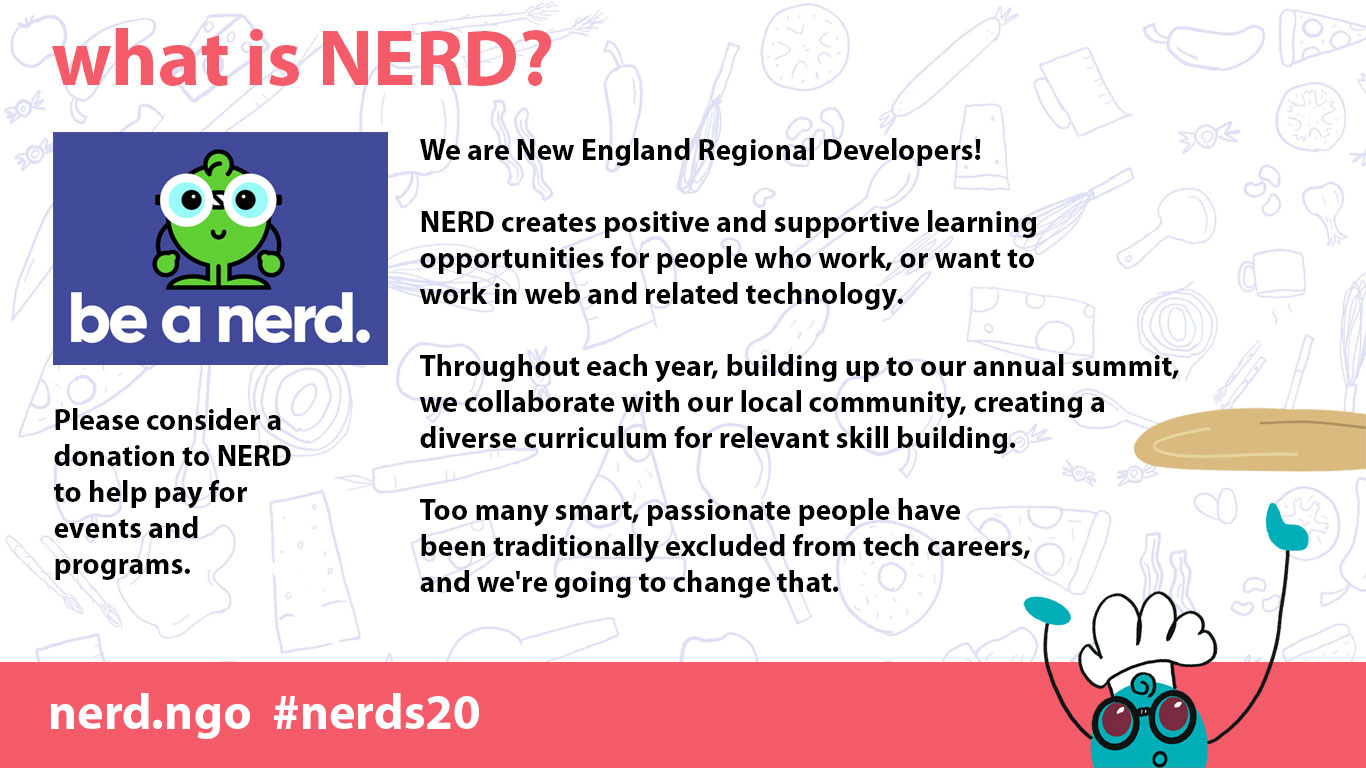 what is NERD?
be a nerd.
Please consider a
donation to NERD
to help pay for
events and
programs.
We are New England Regional Developers!
NERD creates positive and supportive learning
opportunities for people who work, or want to
work in web and related technology.
Throughout each year, building up to our annual summit,
we collaborate with our local community, creating a
diverse curriculum for relevant skill building.
Too many smart, passionate people have
been traditionally excluded from tech careers,
and we're going to change that.
nerd.ngo #nerds20